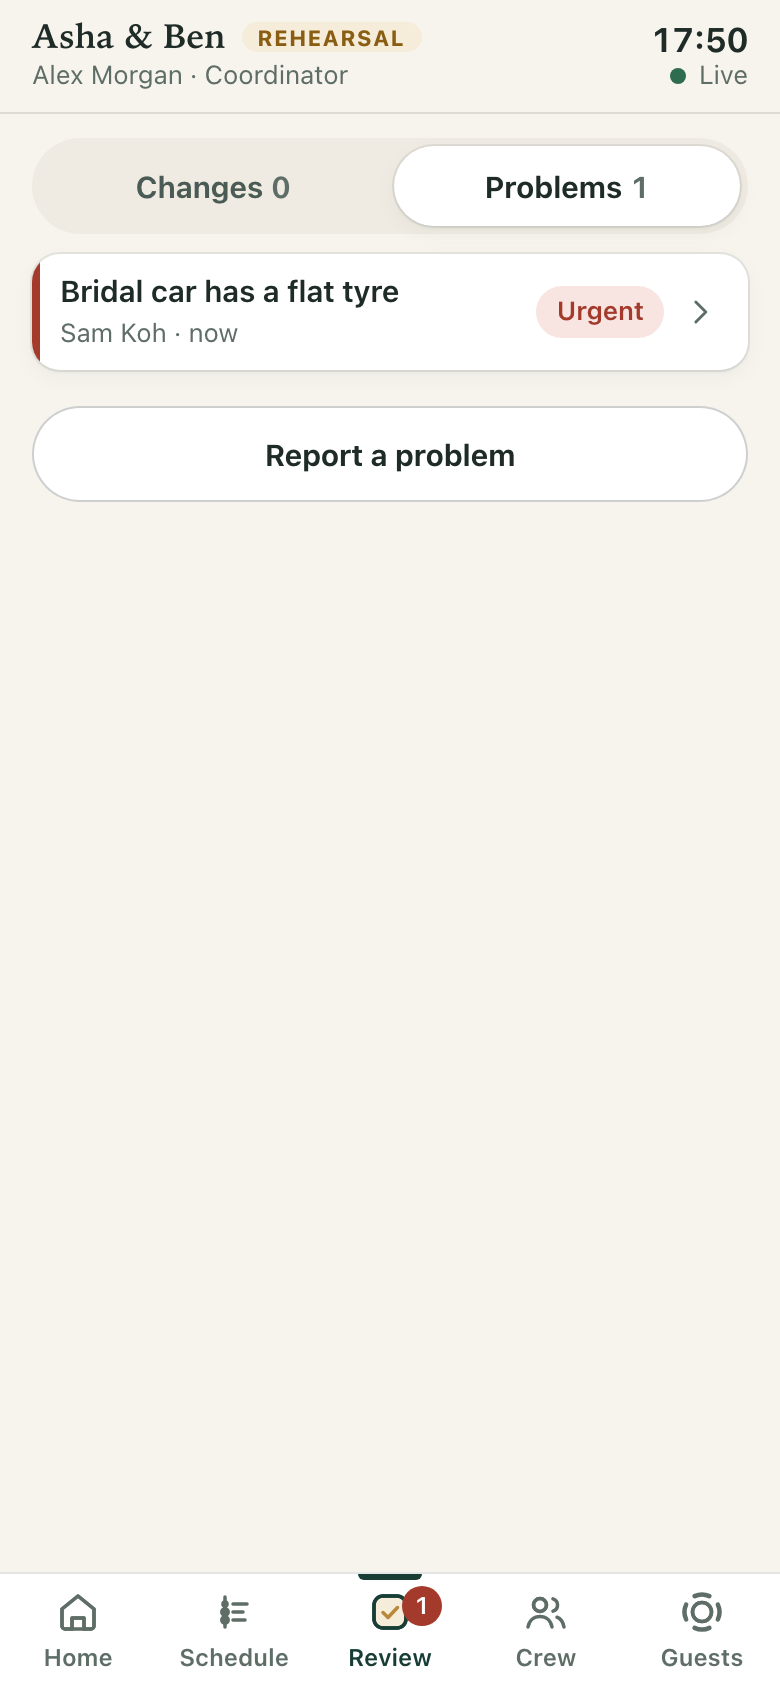 Asha & Ben REHEARSAL 17:50
Alex Morgan · Coordinator Live
Changes 0 Problems 1
Bridal car has a flat tyre
Sam Koh · now
Urgent
Report a problem
1
Home Schedule Review Crew Guests